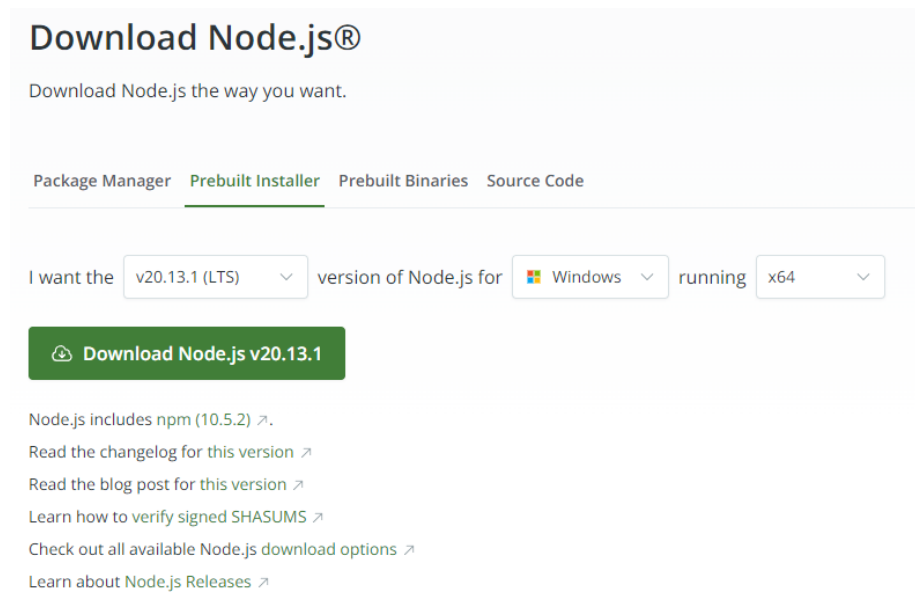 Download Node.js®
Download Node.js the way you want.
Package Manager Prebuilt Installer Prebuilt Binaries Source Code
I want the v20.13.1 (LTS) version of Node.js for Windows running x64
Download Node.js v20.13.1
Node.js includes npm (10.5.2) ↗.
Read the changelog for this version ↗
Read the blog post for this version ↗
Learn how to verify signed SHASUMS ↗
Check out all available Node.js download options ↗
Learn about Node.js Releases ↗